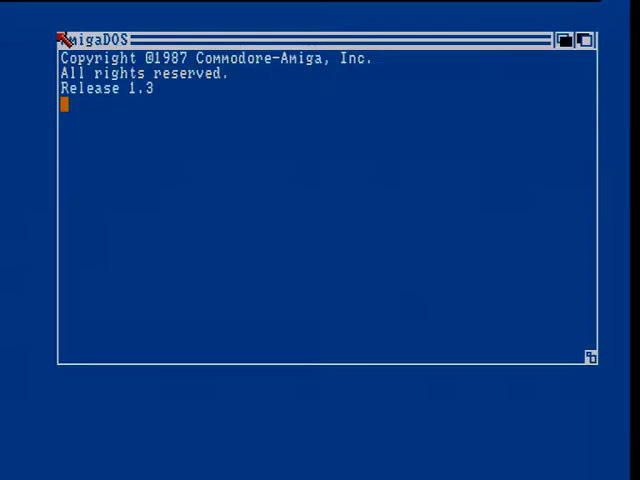 AmigaDOS
Copyright @1987 Commodore-Amiga, Inc.
All rights reserved.
Release 1.3